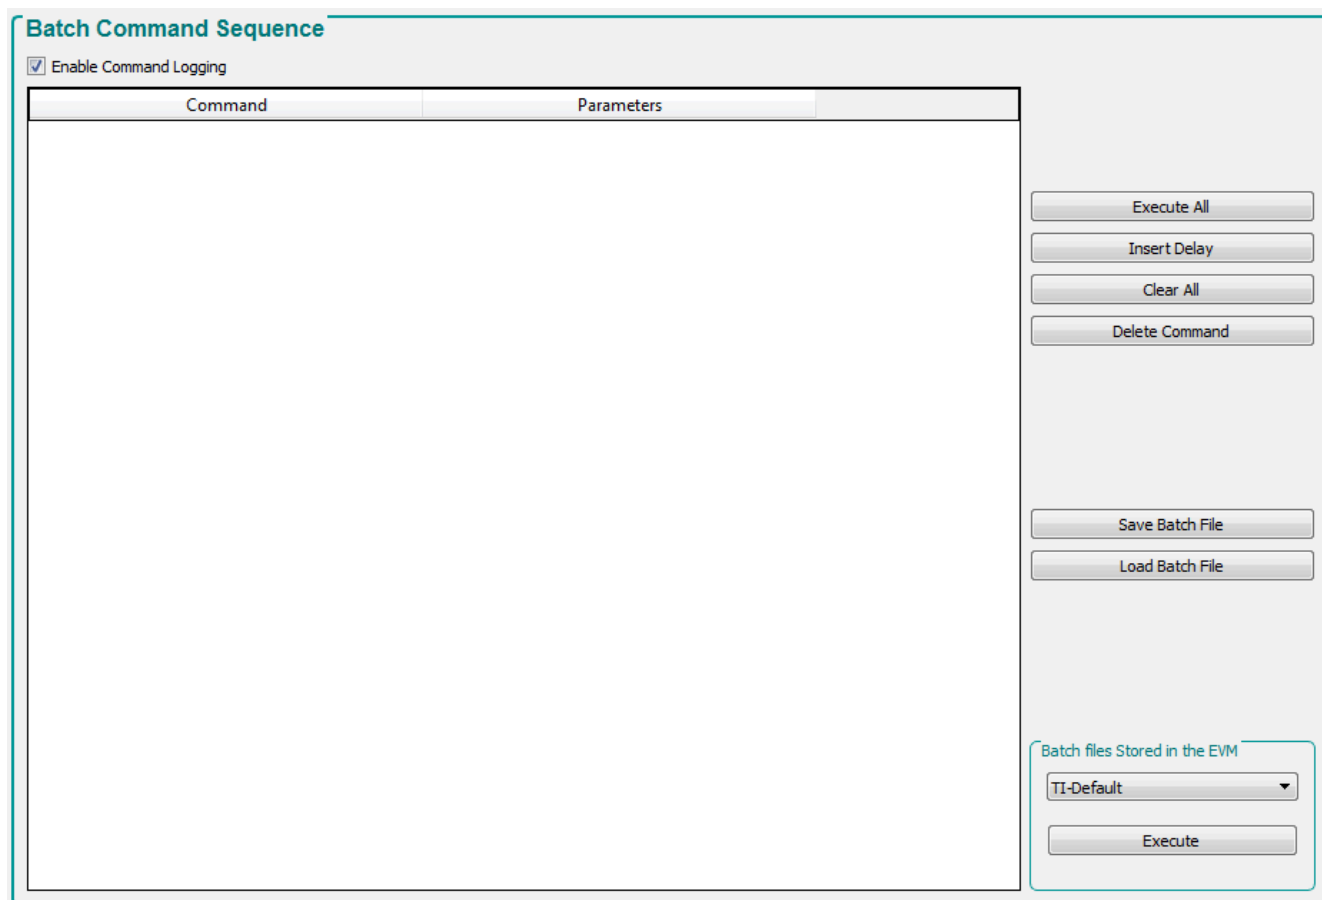 Batch Command Sequence
Enable Command Logging
Command Parameters
Execute All
Insert Delay
Clear All
Delete Command
Save Batch File
Load Batch File
Batch files Stored in the EVM
TI-Default
Execute